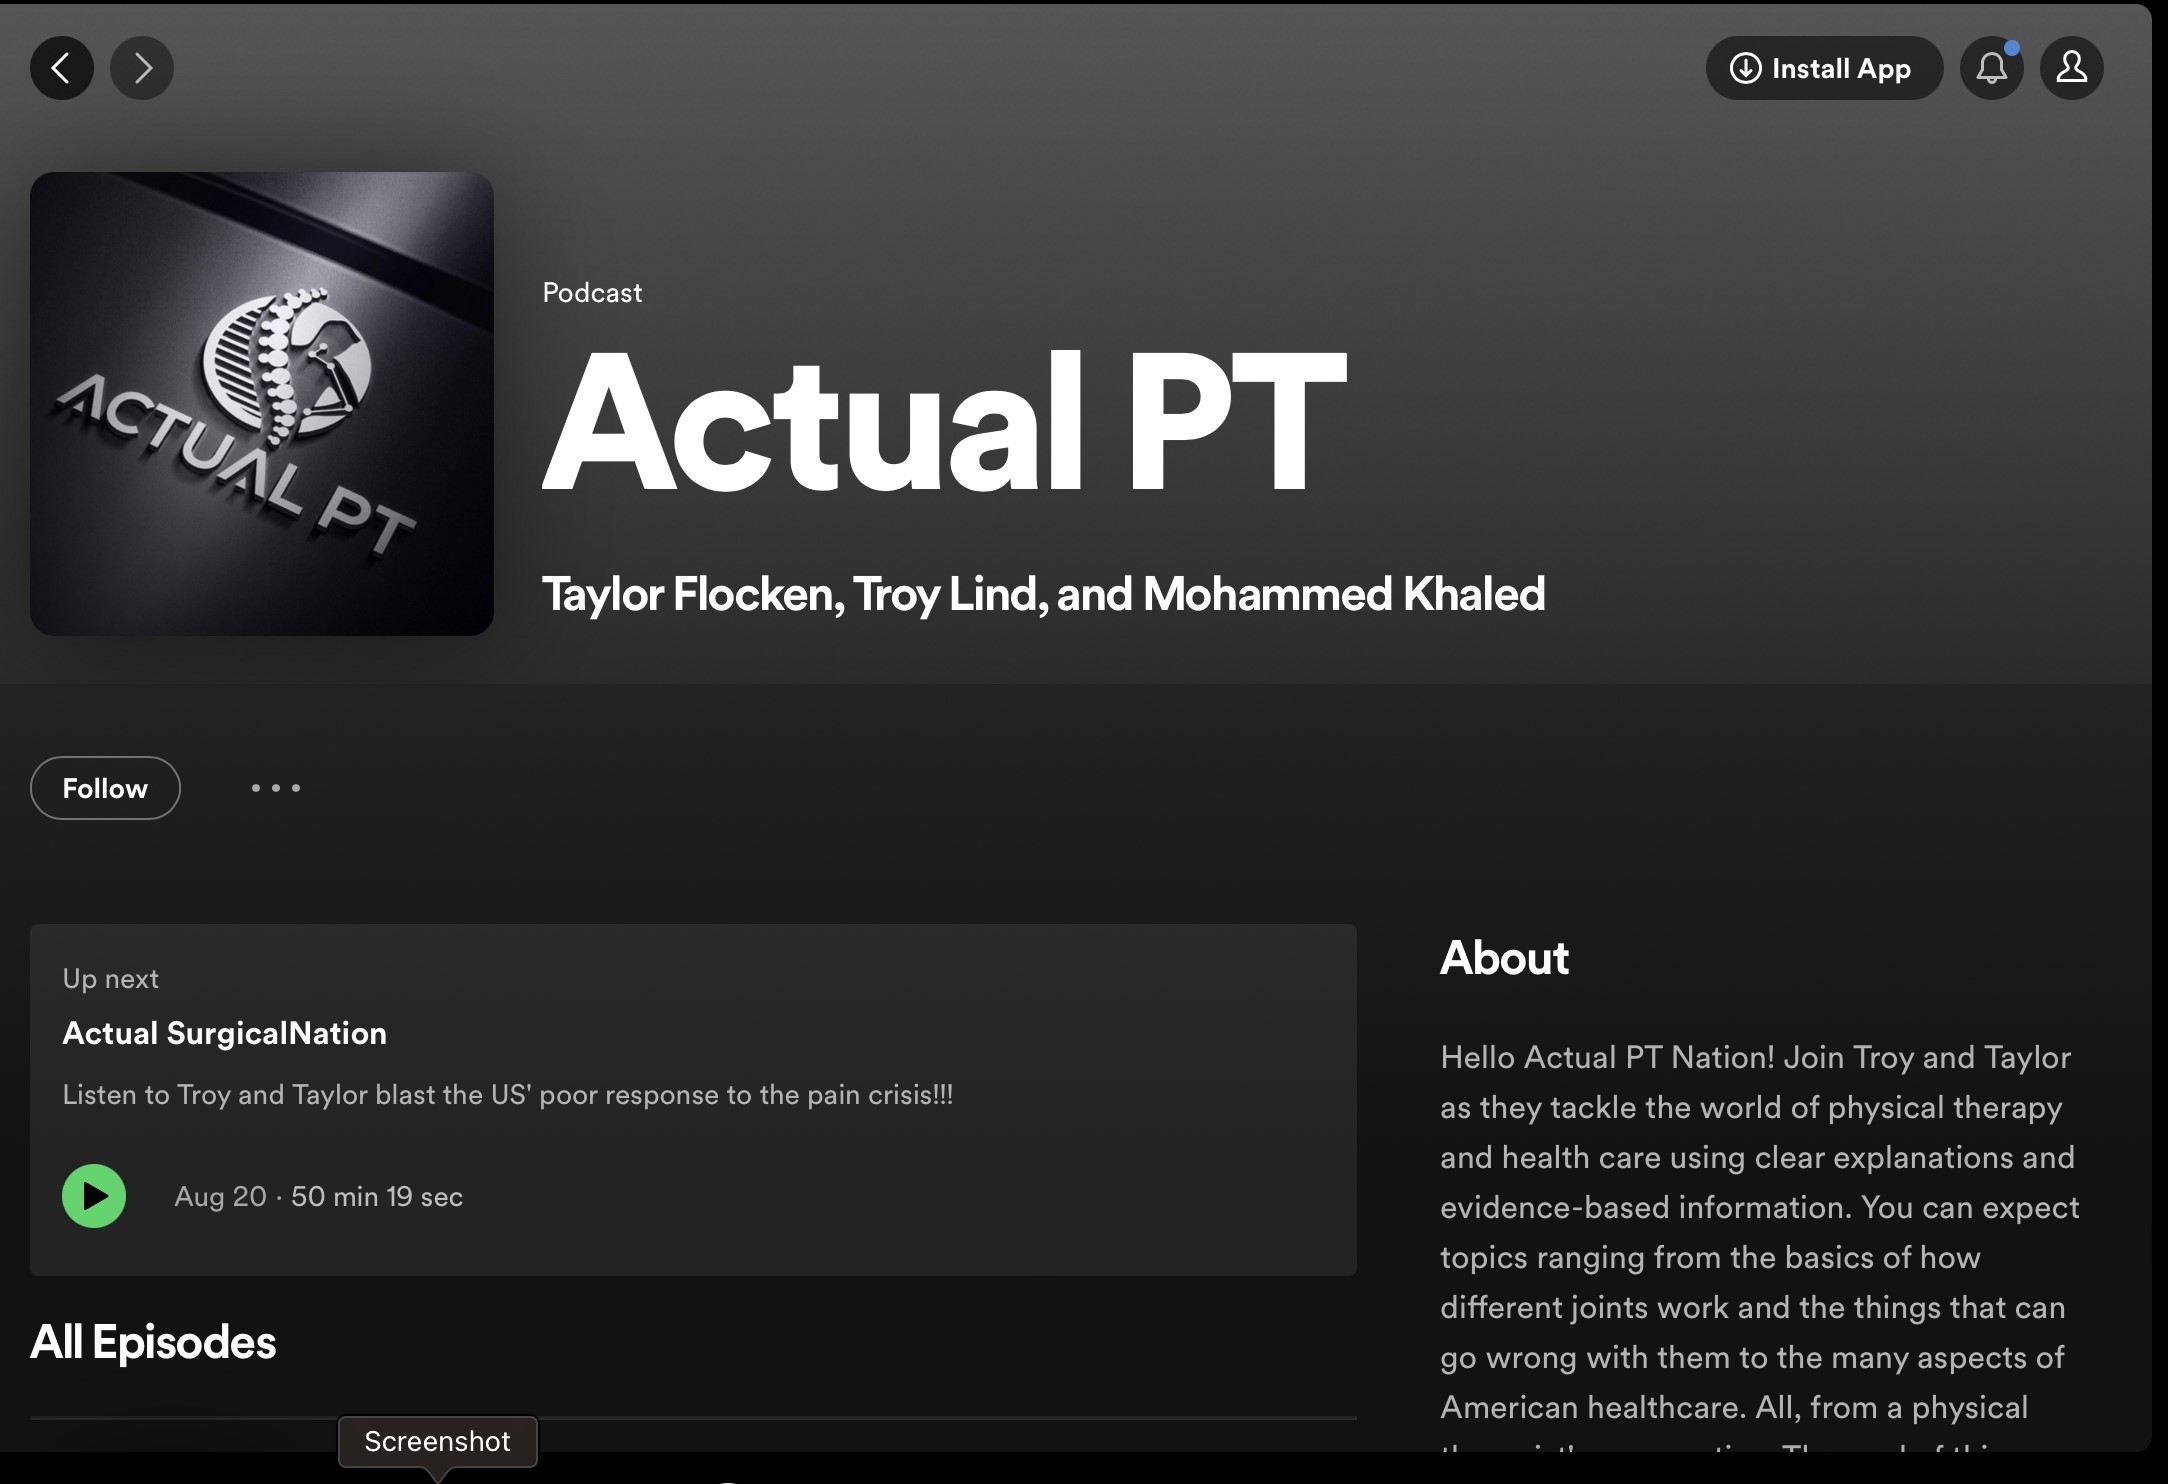 Install App
ACTUAL PT
Podcast
Actual PT
Taylor Flocken, Troy Lind, and Mohammed Khaled
Follow
Up next
Actual SurgicalNation
Listen to Troy and Taylor blast the US' poor response to the pain crisis!!!
Aug 20 · 50 min 19 sec
All Episodes
About
Hello Actual PT Nation! Join Troy and Taylor
as they tackle the world of physical therapy
and health care using clear explanations and
evidence-based information. You can expect
topics ranging from the basics of how
different joints work and the things that can
go wrong with them to the many aspects of
American healthcare. All, from a physical
Screenshot